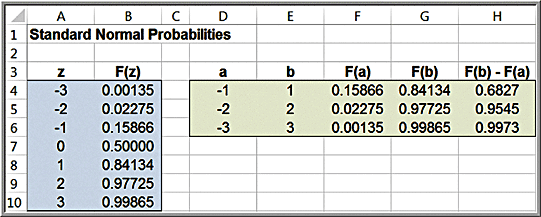 A B C D E F G H
1 Standard Normal Probabilities
2
3 z F(z) a b F(a) F(b) F(b) - F(a)
4 -3 0.00135 -1 1 0.15866 0.84134 0.6827
5 -2 0.02275 -2 2 0.02275 0.97725 0.9545
6 -1 0.15866 -3 3 0.00135 0.99865 0.9973
7 0 0.50000
8 1 0.84134
9 2 0.97725
10 3 0.99865